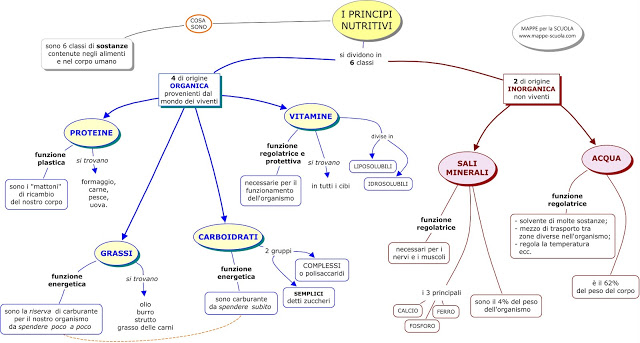 I PRINCIPI
NUTRITIVI
COSA
SONO
sono 6 classi di sostanze
contenute negli alimenti
e nel corpo umano
MAPPE per la SCUOLA
www.mappe-scuola.com
si dividono in
6 classi
4 di origine
ORGANICA
provenienti dal
mondo dei viventi
2 di origine
INORGANICA
non viventi
PROTEINE
funzione
plastica
si trovano
sono i "mattoni"
di ricambio
del nostro corpo
formaggio,
carne,
pesce,
uova.
GRASSI
funzione
energetica
si trovano
sono la riserva di carburante
per il nostro organismo
da spendere poco a poco
olio
burro
strutto
grasso delle carni
CARBOIDRATI
funzione
energetica
2 gruppi
sono carburante
da spendere subito
COMPLESSI
o polisaccaridi
SEMPLICI
detti zuccheri
VITAMINE
funzione
regolatrice e
protettiva
si trovano
divise in
necessarie per il
funzionamento
dell'organismo
in tutti i cibi
LIPOSOLUBILI
IDROSOLUBILI
SALI
MINERALI
funzione
regolatrice
necessari per i
nervi e i muscoli
i 3 principali
CALCIO
FERRO
FOSFORO
sono il 4% del peso
dell'organismo
ACQUA
funzione
regolatrice
- solvente di molte sostanze;
- mezzo di trasporto tra
zone diverse nell'organismo;
- regola la temperatura
ecc.
è il 62%
del peso del corpo